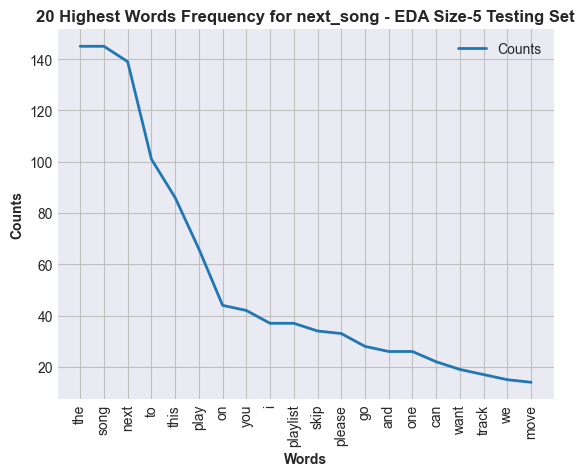 20 Highest Words Frequency for next_song - EDA Size-5 Testing Set
Counts
140
120
100
80
60
40
20
Counts
the
song
next
to
this
play
on
you
i
playlist
skip
please
go
and
one
can
want
track
we
move
Words